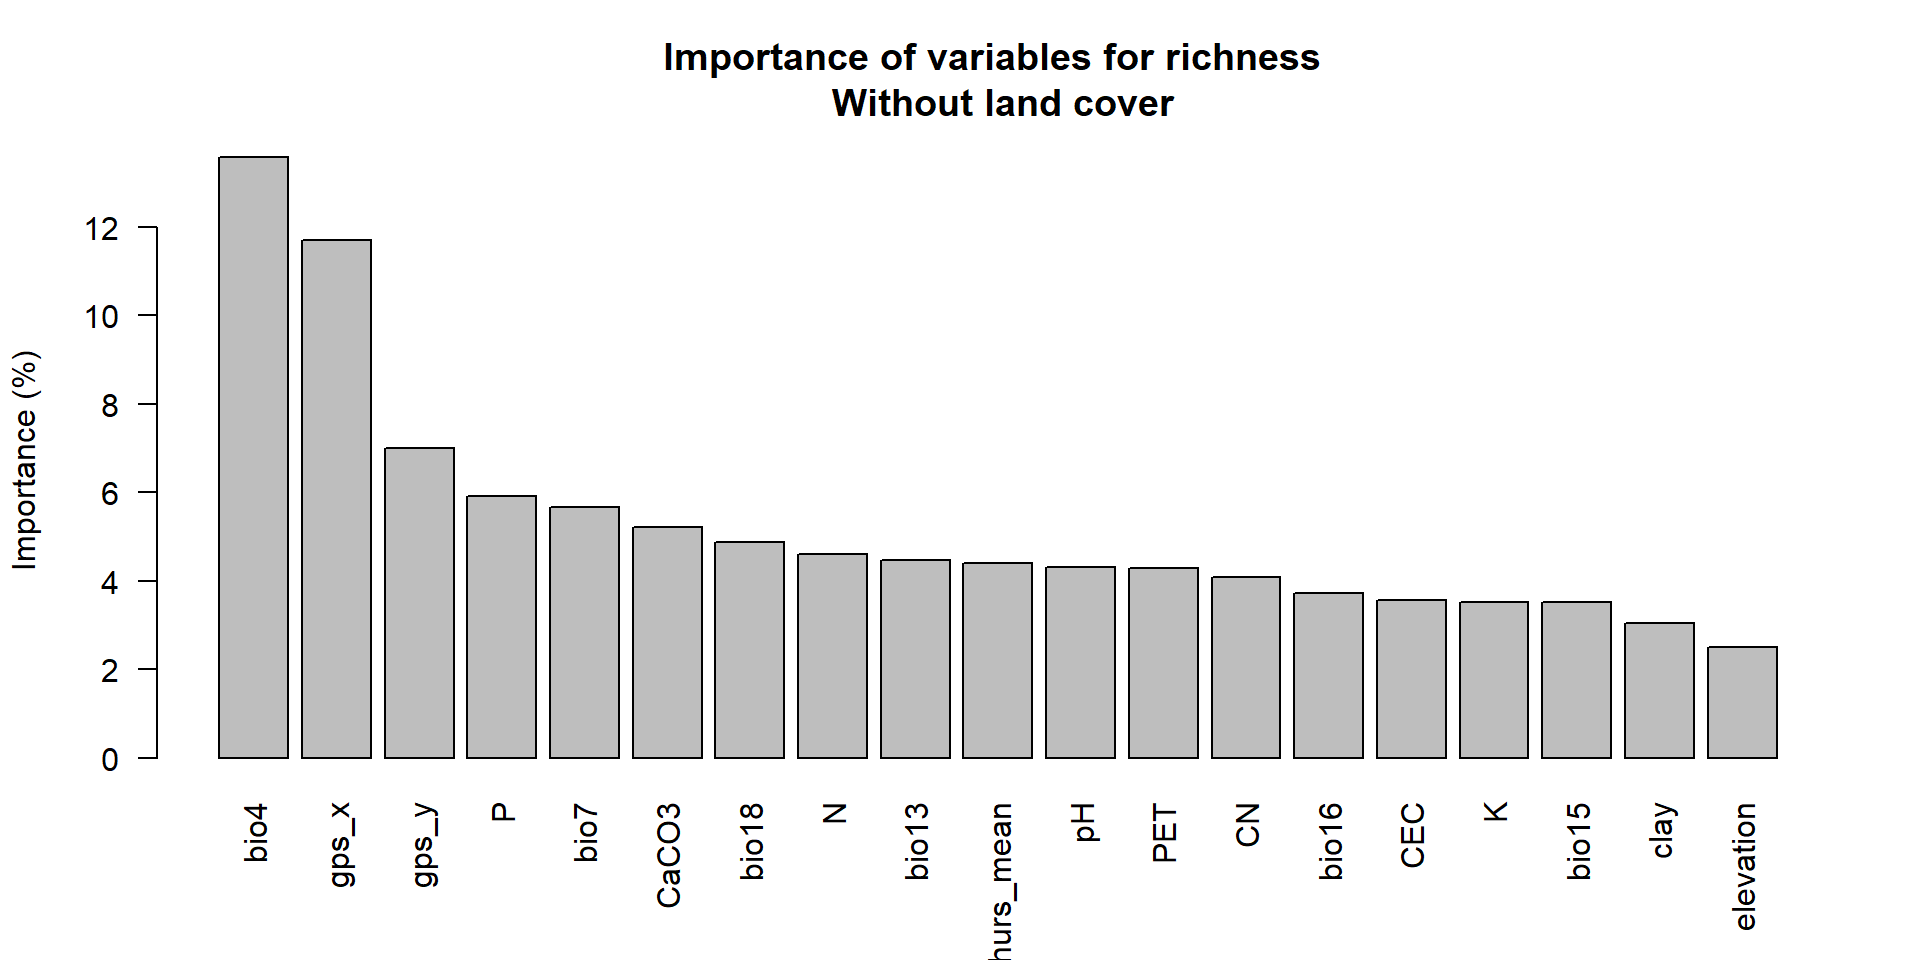 Importance of variables for richness
Without land cover
Importance (%)
12
10
8
6
4
2
0
bio4
gps_x
gps_y
P
bio7
CaCO3
bio18
N
bio13
hurs_mean
pH
PET
CN
bio16
CEC
K
bio15
clay
elevation